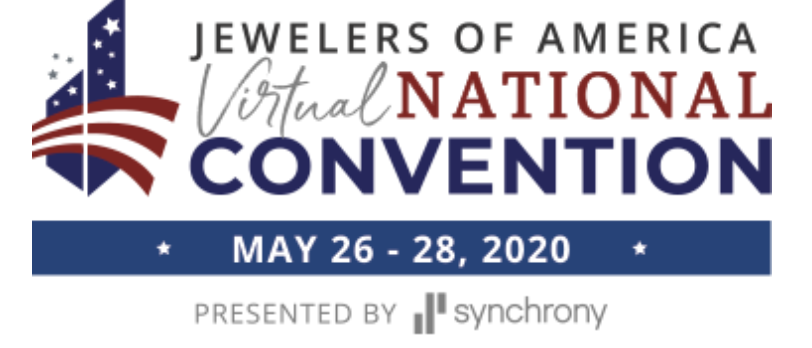 JEWELERS OF AMERICA
Virtual NATIONAL
CONVENTION
MAY 26 - 28, 2020
PRESENTED BY synchrony